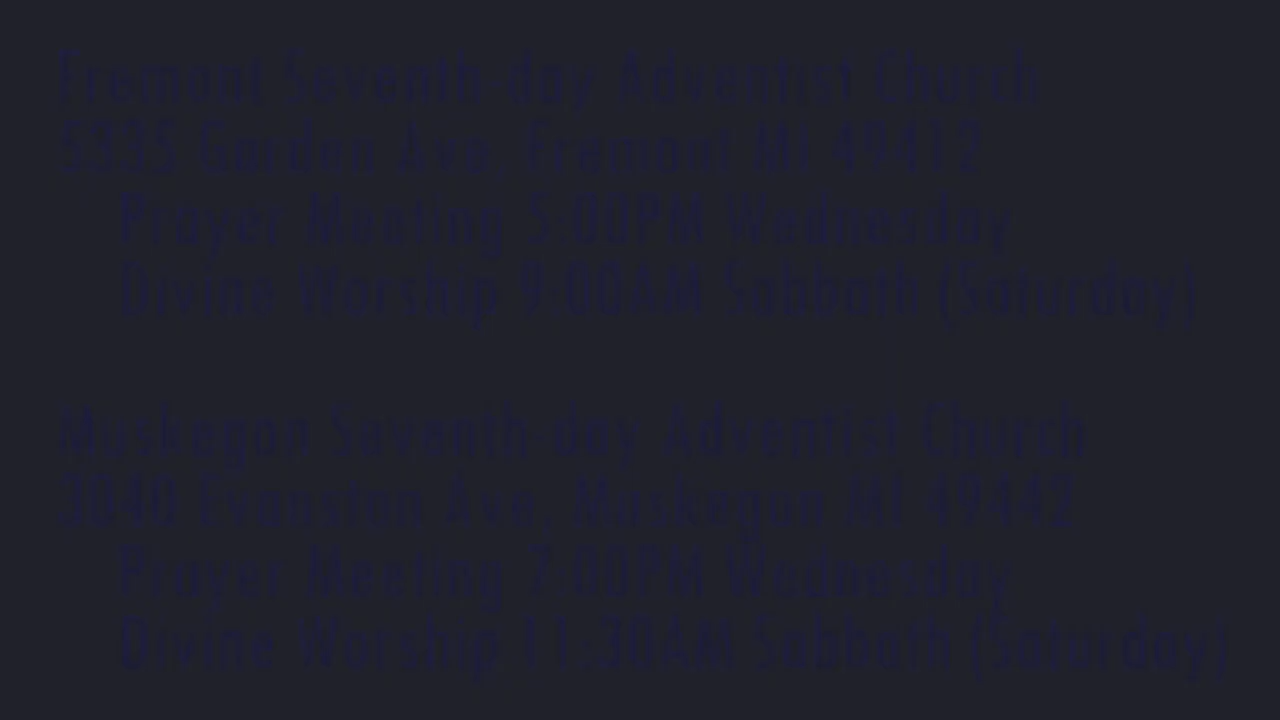 Fremont Seventh-day Adventist Church
5335 Garden Ave. Fremont MI 49412
Prayer Meeting 5:00PM Wednesday
Divine Worship 9:00AM Sabbath (Saturday)
Muskegon Seventh-day Adventist Church
Evanston Ave. Muskegon MI 49442
Prayer Meeting 7:00PM Wednesday
Divine Worship 11:30AM Sabbath (Saturday)